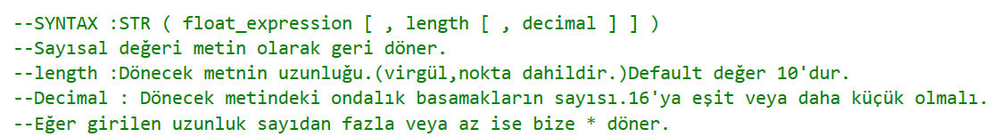 --SYNTAX :STR ( float_expression [ , length [ , decimal ] ] )
--Sayısal değeri metin olarak geri döner.
--length :Dönecek metnin uzunluğu.(virgül,nokta dahildir.)Default değer 10'dur.
--Decimal : Dönecek metindeki ondalık basamakların sayısı.16'ya eşit veya daha küçük olmalı.
--Eğer girilen uzunluk sayıdan fazla veya az ise bize * döner.